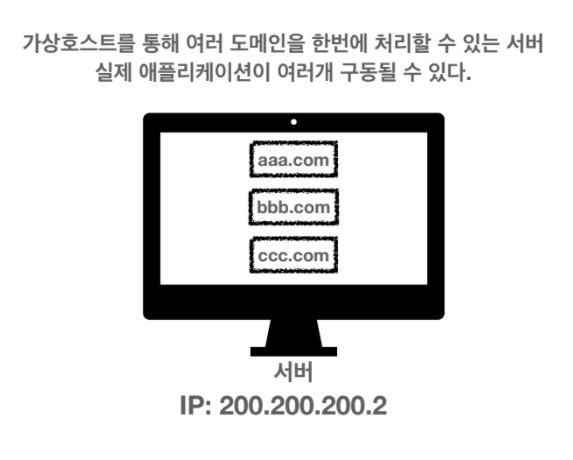 가상호스트를 통해 여러 도메인을 한번에 처리할 수 있는 서버
실제 애플리케이션이 여러개 구동될 수 있다.
aaa.com
bbb.com
ccc.com
서버
IP: 200.200.200.2